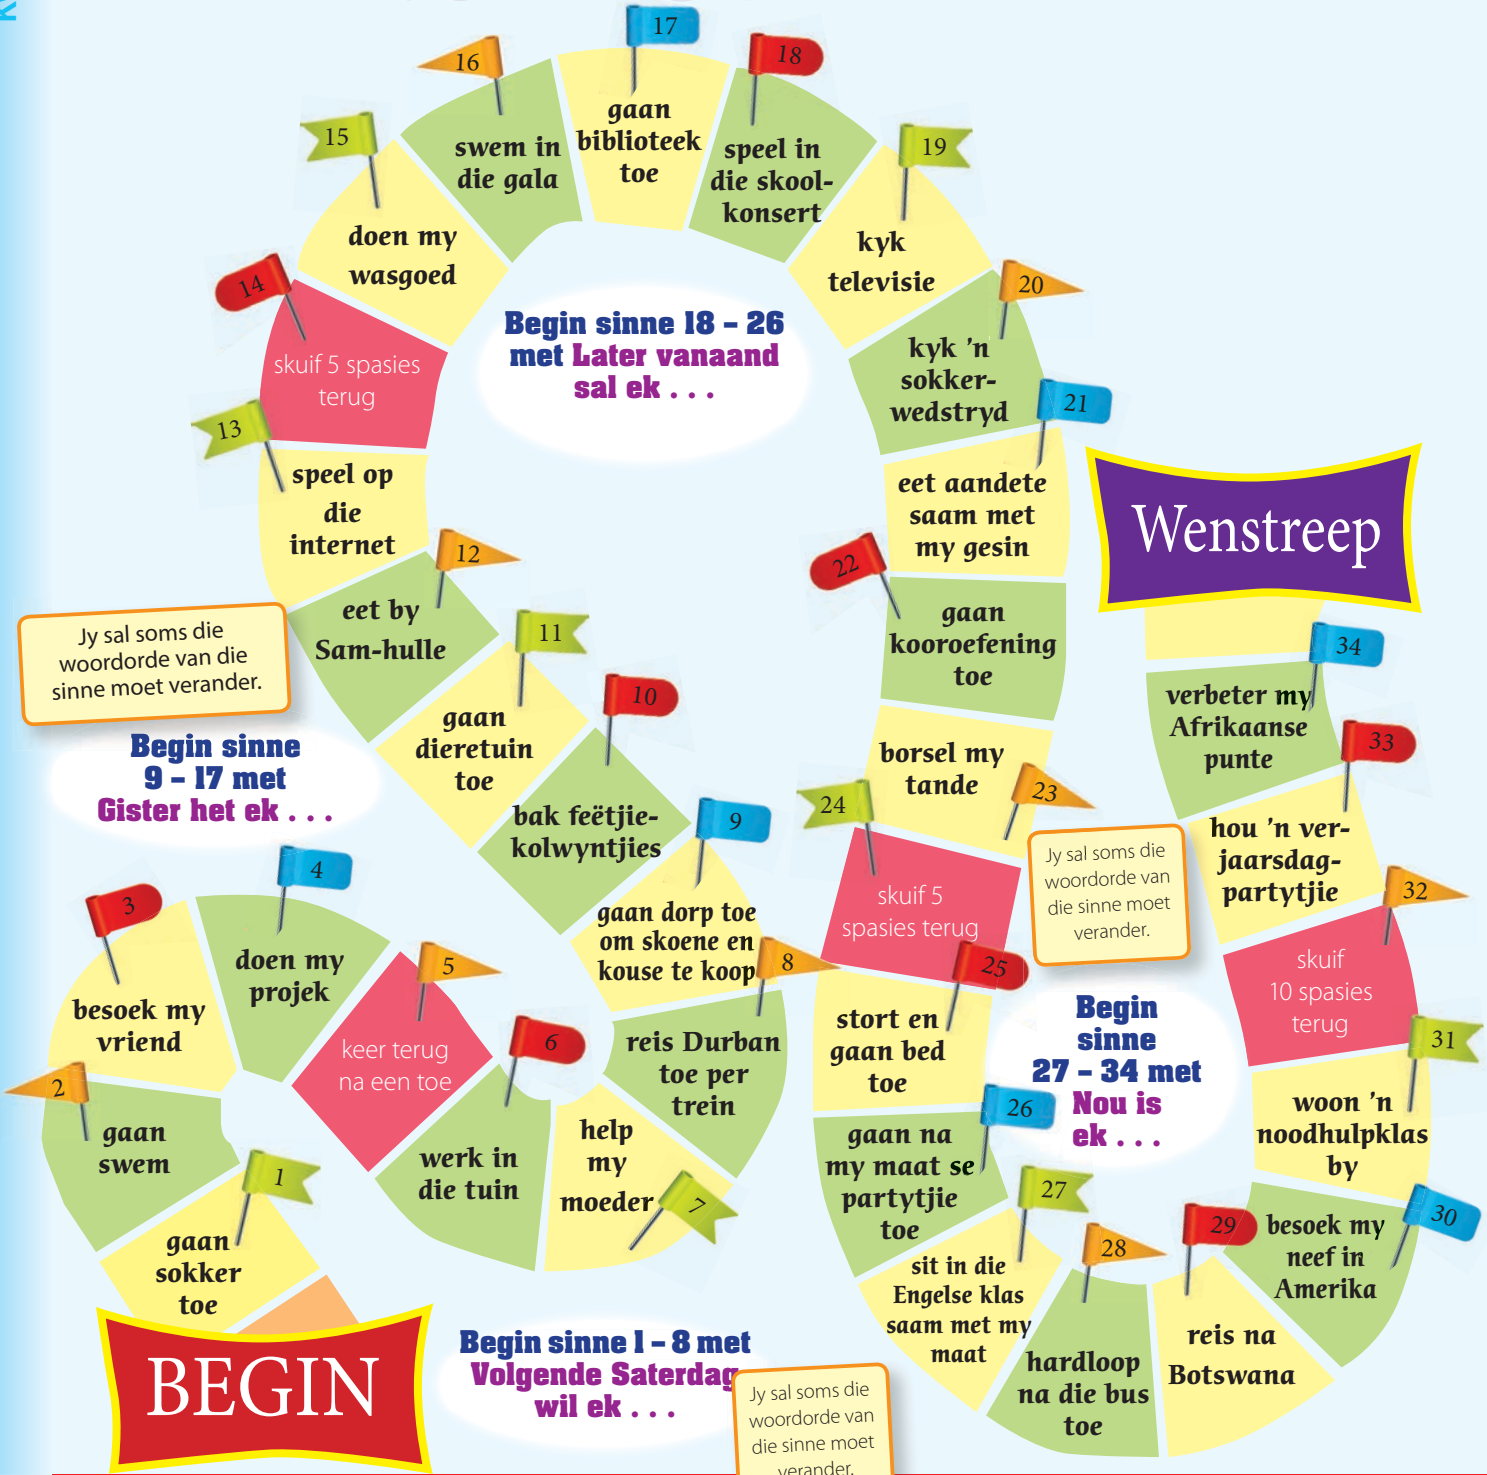 BEGIN
1
gaan
sokker
toe
2
gaan
swem
3
besoek my
vriend
4
doen my
projek
5
keer terug
na een toe
6
werk in
die tuin
7
help
my
moeder
8
reis Durban
toe per
trein
Begin sinne 1 – 8 met
Volgende Saterdag
wil ek . . .
Jy sal soms die
woordorde van
die sinne moet
verander.
9
gaan dorp toe
om skoene en
kouse te koop
10
bak feëtjie-
kolwyntjies
11
gaan
dieretuin
toe
12
eet by
Sam-hulle
13
speel op
die
internet
14
skuif 5 spasies
terug
15
doen my
wasgoed
16
swem in
die gala
17
gaan
biblioteek
toe
Jy sal soms die
woordorde van die
sinne moet verander.
Begin sinne
9 – 17 met
Gister het ek . . .
18
speel in
die skool-
konsert
19
kyk
televisie
20
kyk ’n
sokker-
wedstryd
21
eet aandete
saam met
my gesin
22
gaan
kooroefening
toe
23
borsel my
tande
24
skuif 5
spasies terug
25
stort en
gaan bed
toe
26
gaan na
my maat se
partytjie
toe
Begin sinne 18 – 26
met Later vanaand
sal ek . . .
27
sit in die
Engelse klas
saam met my
maat
28
hardloop
na die bus
toe
29
reis na
Botswana
30
besoek my
neef in
Amerika
31
woon ’n
noodhulpklas
by
32
skuif
10 spasies
terug
33
hou ’n ver-
jaarsdag-
partytjie
34
verbeter my
Afrikaanse
punte
Jy sal soms die
woordorde van
die sinne moet
verander.
Begin
sinne
27 – 34 met
Nou is
ek . . .
Wenstreep